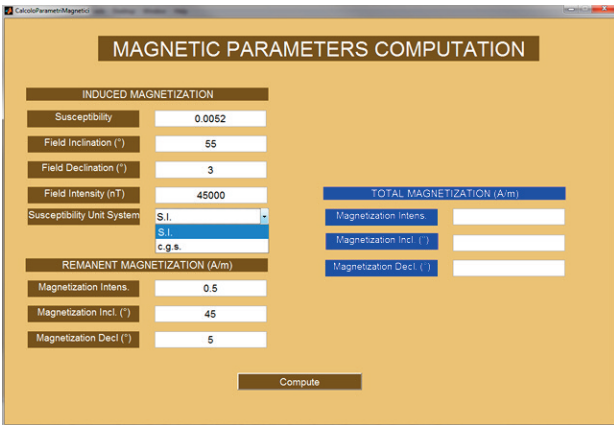 CalcoloParametriMagnetici
MAGNETIC PARAMETERS COMPUTATION
INDUCED MAGNETIZATION
Susceptibility 0.0052
Field Inclination (°) 55
Field Declination (°) 3
Field Intensity (nT) 45000
Susceptibility Unit System S.I.
S.I.
c.g.s.
REMANENT MAGNETIZATION (A/m)
Magnetization Intens. 0.5
Magnetization Incl. (°) 45
Magnetization Decl (°) 5
TOTAL MAGNETIZATION (A/m)
Magnetization Intens.
Magnetization Incl. (°)
Magnetization Decl. (°)
Compute